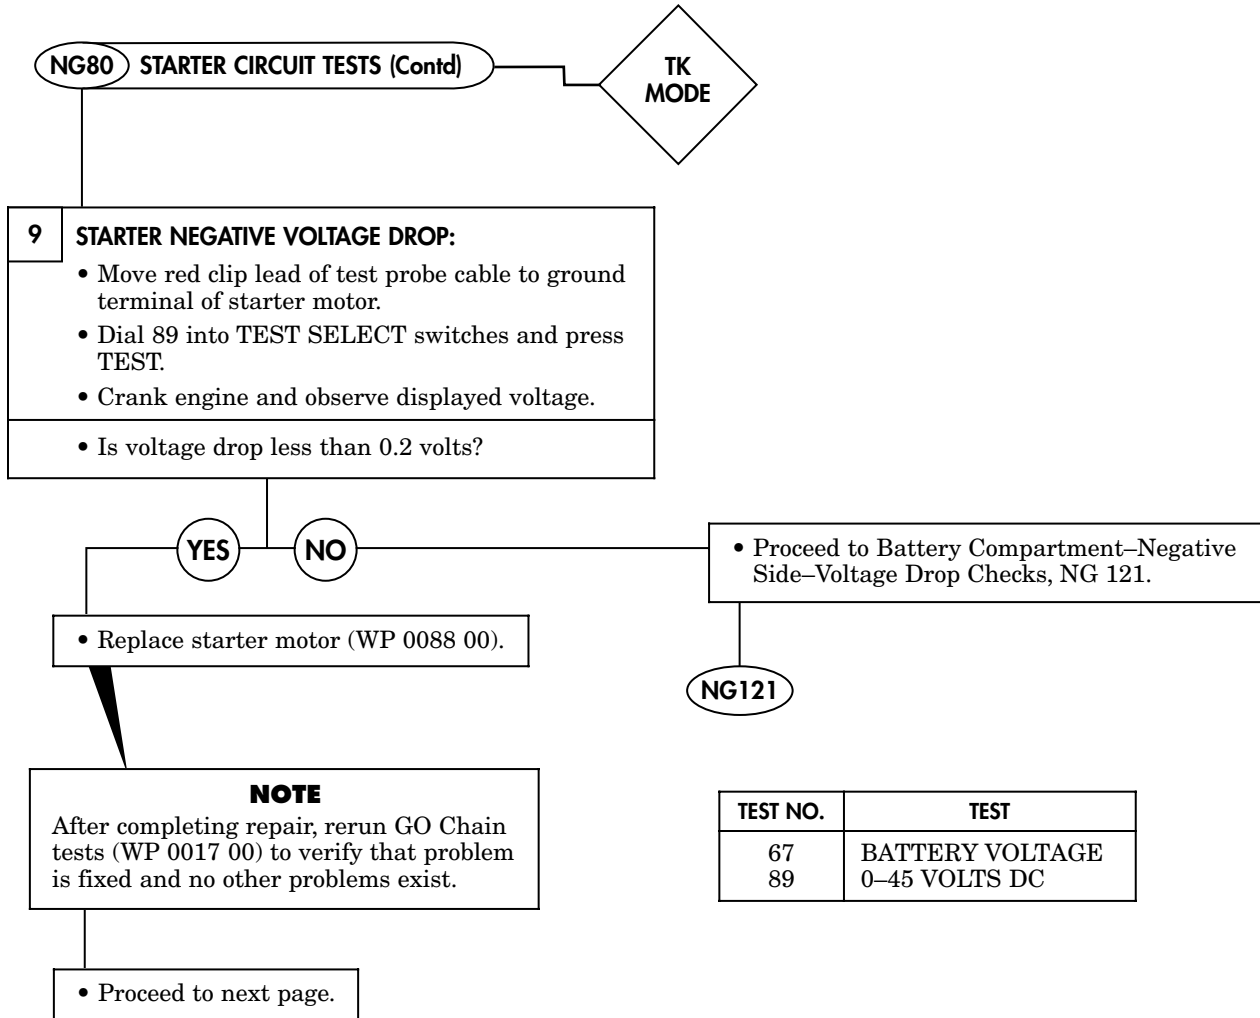 NG80 STARTER CIRCUIT TESTS (Contd)
TK
MODE
9 STARTER NEGATIVE VOLTAGE DROP:
• Move red clip lead of test probe cable to ground
terminal of starter motor.
• Dial 89 into TEST SELECT switches and press
TEST.
• Crank engine and observe displayed voltage.
• Is voltage drop less than 0.2 volts?
YES NO
• Proceed to Battery Compartment–Negative
Side–Voltage Drop Checks, NG 121.
NG121
• Replace starter motor (WP 0088 00).
NOTE
After completing repair, rerun GO Chain
tests (WP 0017 00) to verify that problem
is fixed and no other problems exist.
• Proceed to next page.
TEST NO. TEST
67 BATTERY VOLTAGE
89 0–45 VOLTS DC